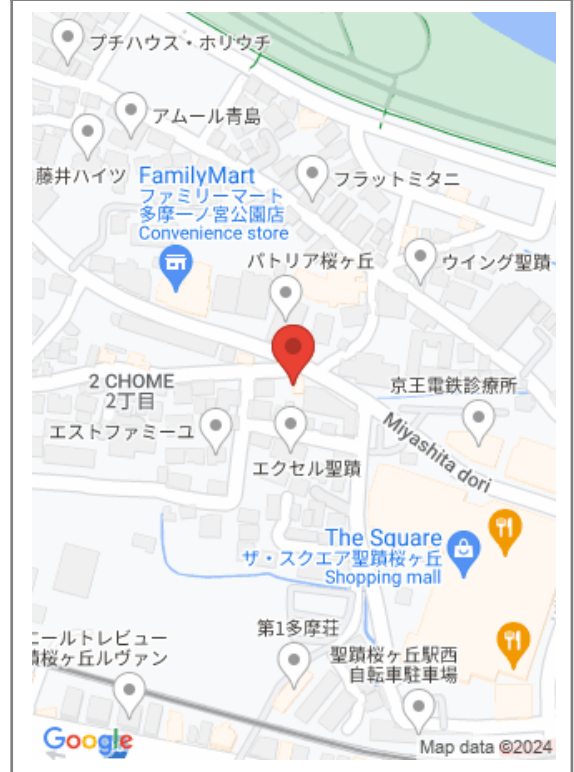 プチハウス・ホリウチ
アムール青島
藤井ハイツ
FamilyMart
ファミリーマート
多摩一ノ宮公園店
Convenience store
フラットミタニ
パトリア桜ヶ丘
ウイング聖蹟
2 CHOME
2丁目
京王電鉄診療所
エストファミーユ
Miyashita dori
エクセル聖蹟
The Square
ザ・スクエア聖蹟桜ヶ丘
Shopping mall
第1多摩荘
ニールトレビュー
蹟桜ヶ丘ルヴァン
聖蹟桜ヶ丘駅西
自転車駐車場
Google
Map data ©2024